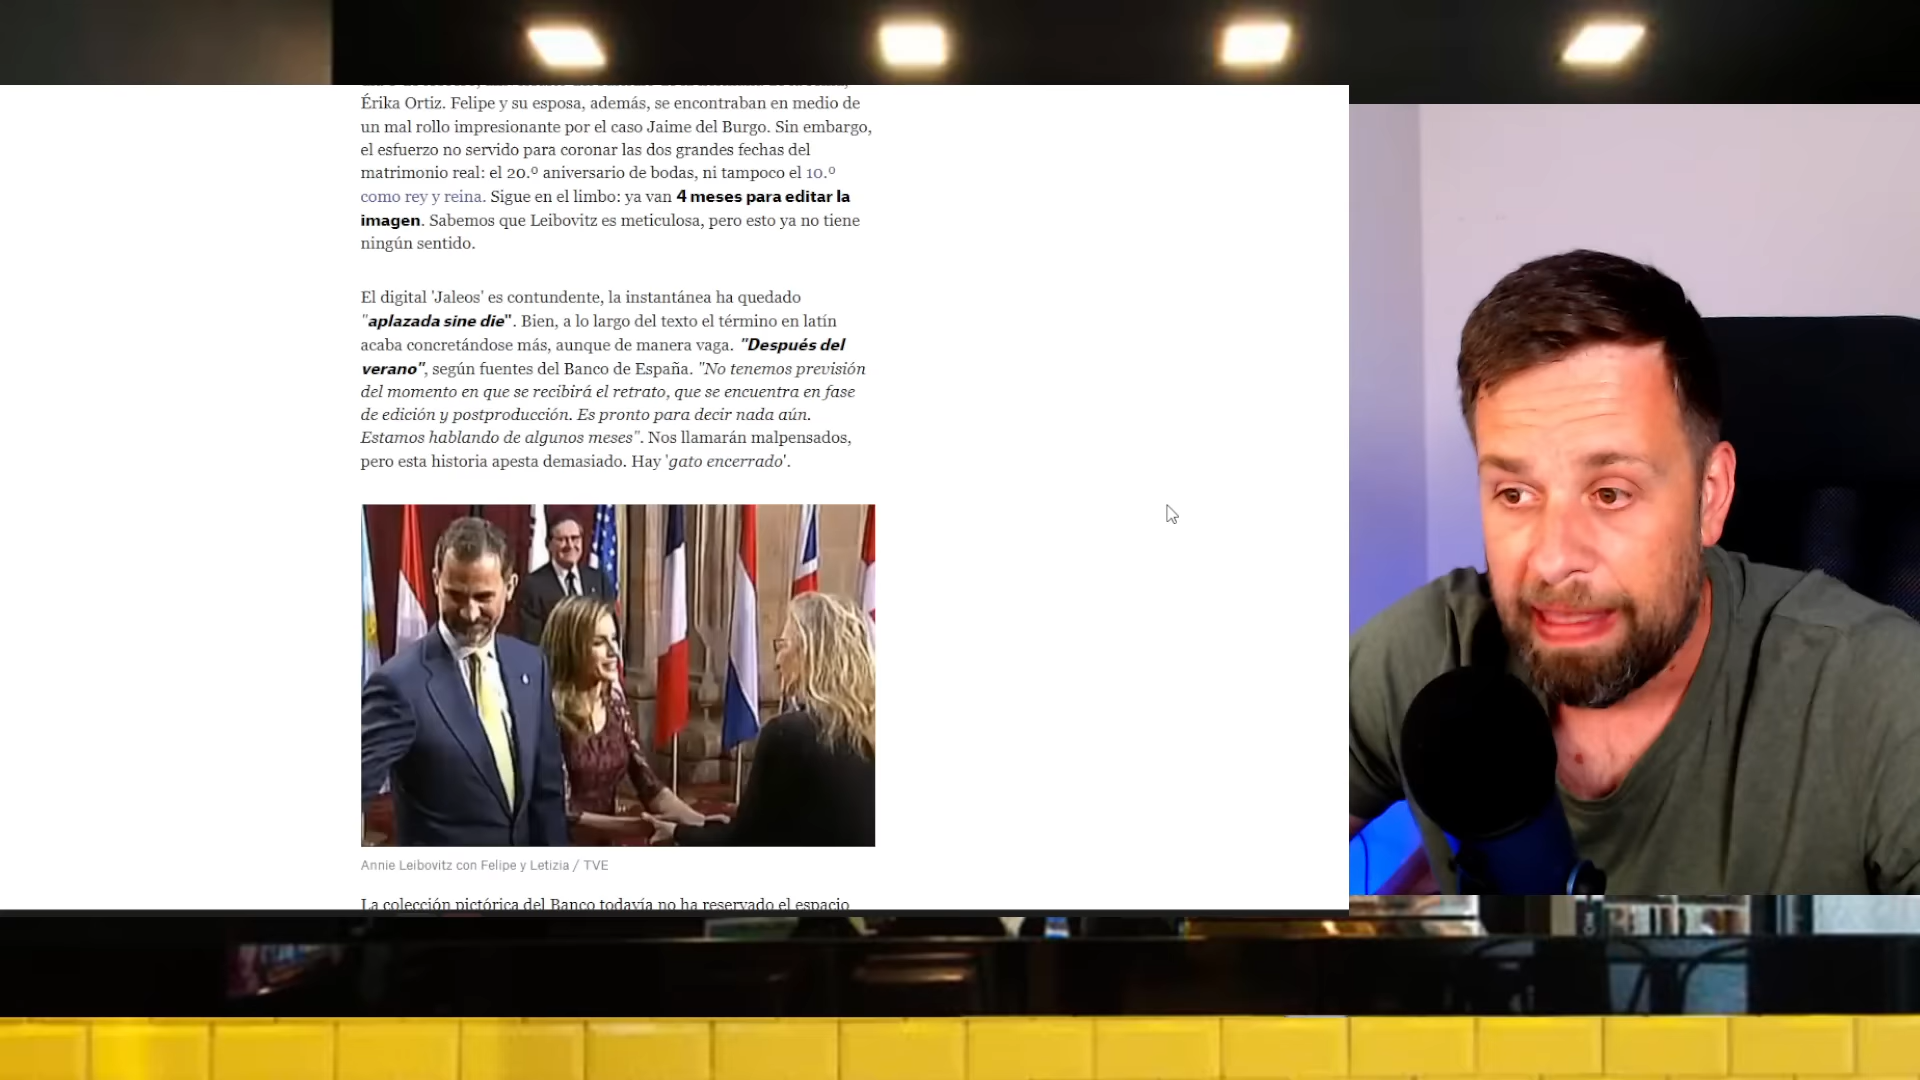 Érika Ortiz. Felipe y su esposa, además, se encontraban en medio de
un mal rollo impresionante por el caso Jaime del Burgo. Sin embargo,
el esfuerzo no servido para coronar las dos grandes fechas del
matrimonio real: el 20.º aniversario de bodas, ni tampoco el 10.º
como rey y reina. Sigue en el limbo: ya van 4 meses para editar la
imagen. Sabemos que Leibovitz es meticulosa, pero esto ya no tiene
ningún sentido.
El digital 'Jaleos' es contundente, la instantánea ha quedado
"aplazada sine die". Bien, a lo largo del texto el término en latín
acaba concretándose más, aunque de manera vaga. "Después del
verano", según fuentes del Banco de España. "No tenemos previsión
del momento en que se recibirá el retrato, que se encuentra en fase
de edición y postproducción. Es pronto para decir nada aún.
Estamos hablando de algunos meses". Nos llamarán malpensados,
pero esta historia apesta demasiado. Hay 'gato encerrado'.
Annie Leibovitz con Felipe y Letizia / TVE
La colección pictórica del Banco todavía no ha reservado el espacio